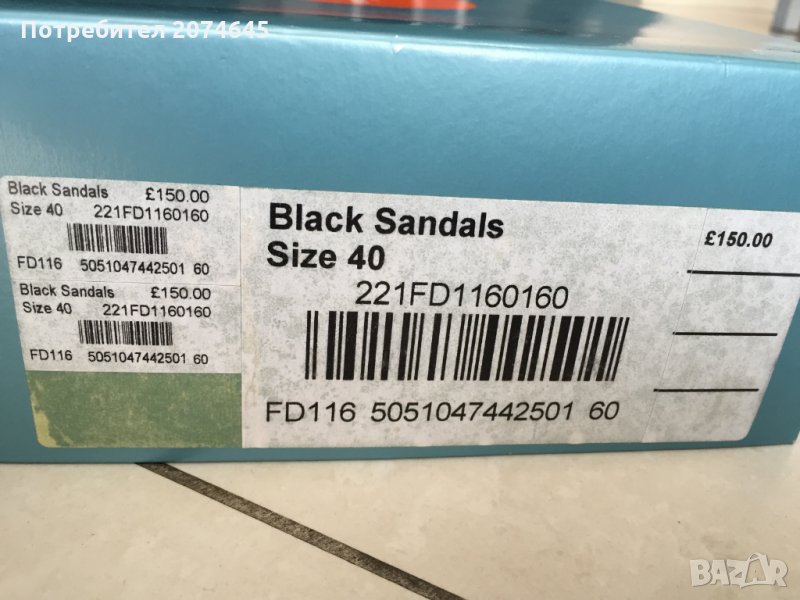 Потребител 2074645
Black Sandals £150.00
Size 40 221FD1160160
FD116 5051047442501 60
Black Sandals £150.00
Size 40 221FD1160160
FD116 5051047442501 60
Black Sandals
Size 40
221FD1160160
FD116 5051047442501 60
£150.00
BAZAR